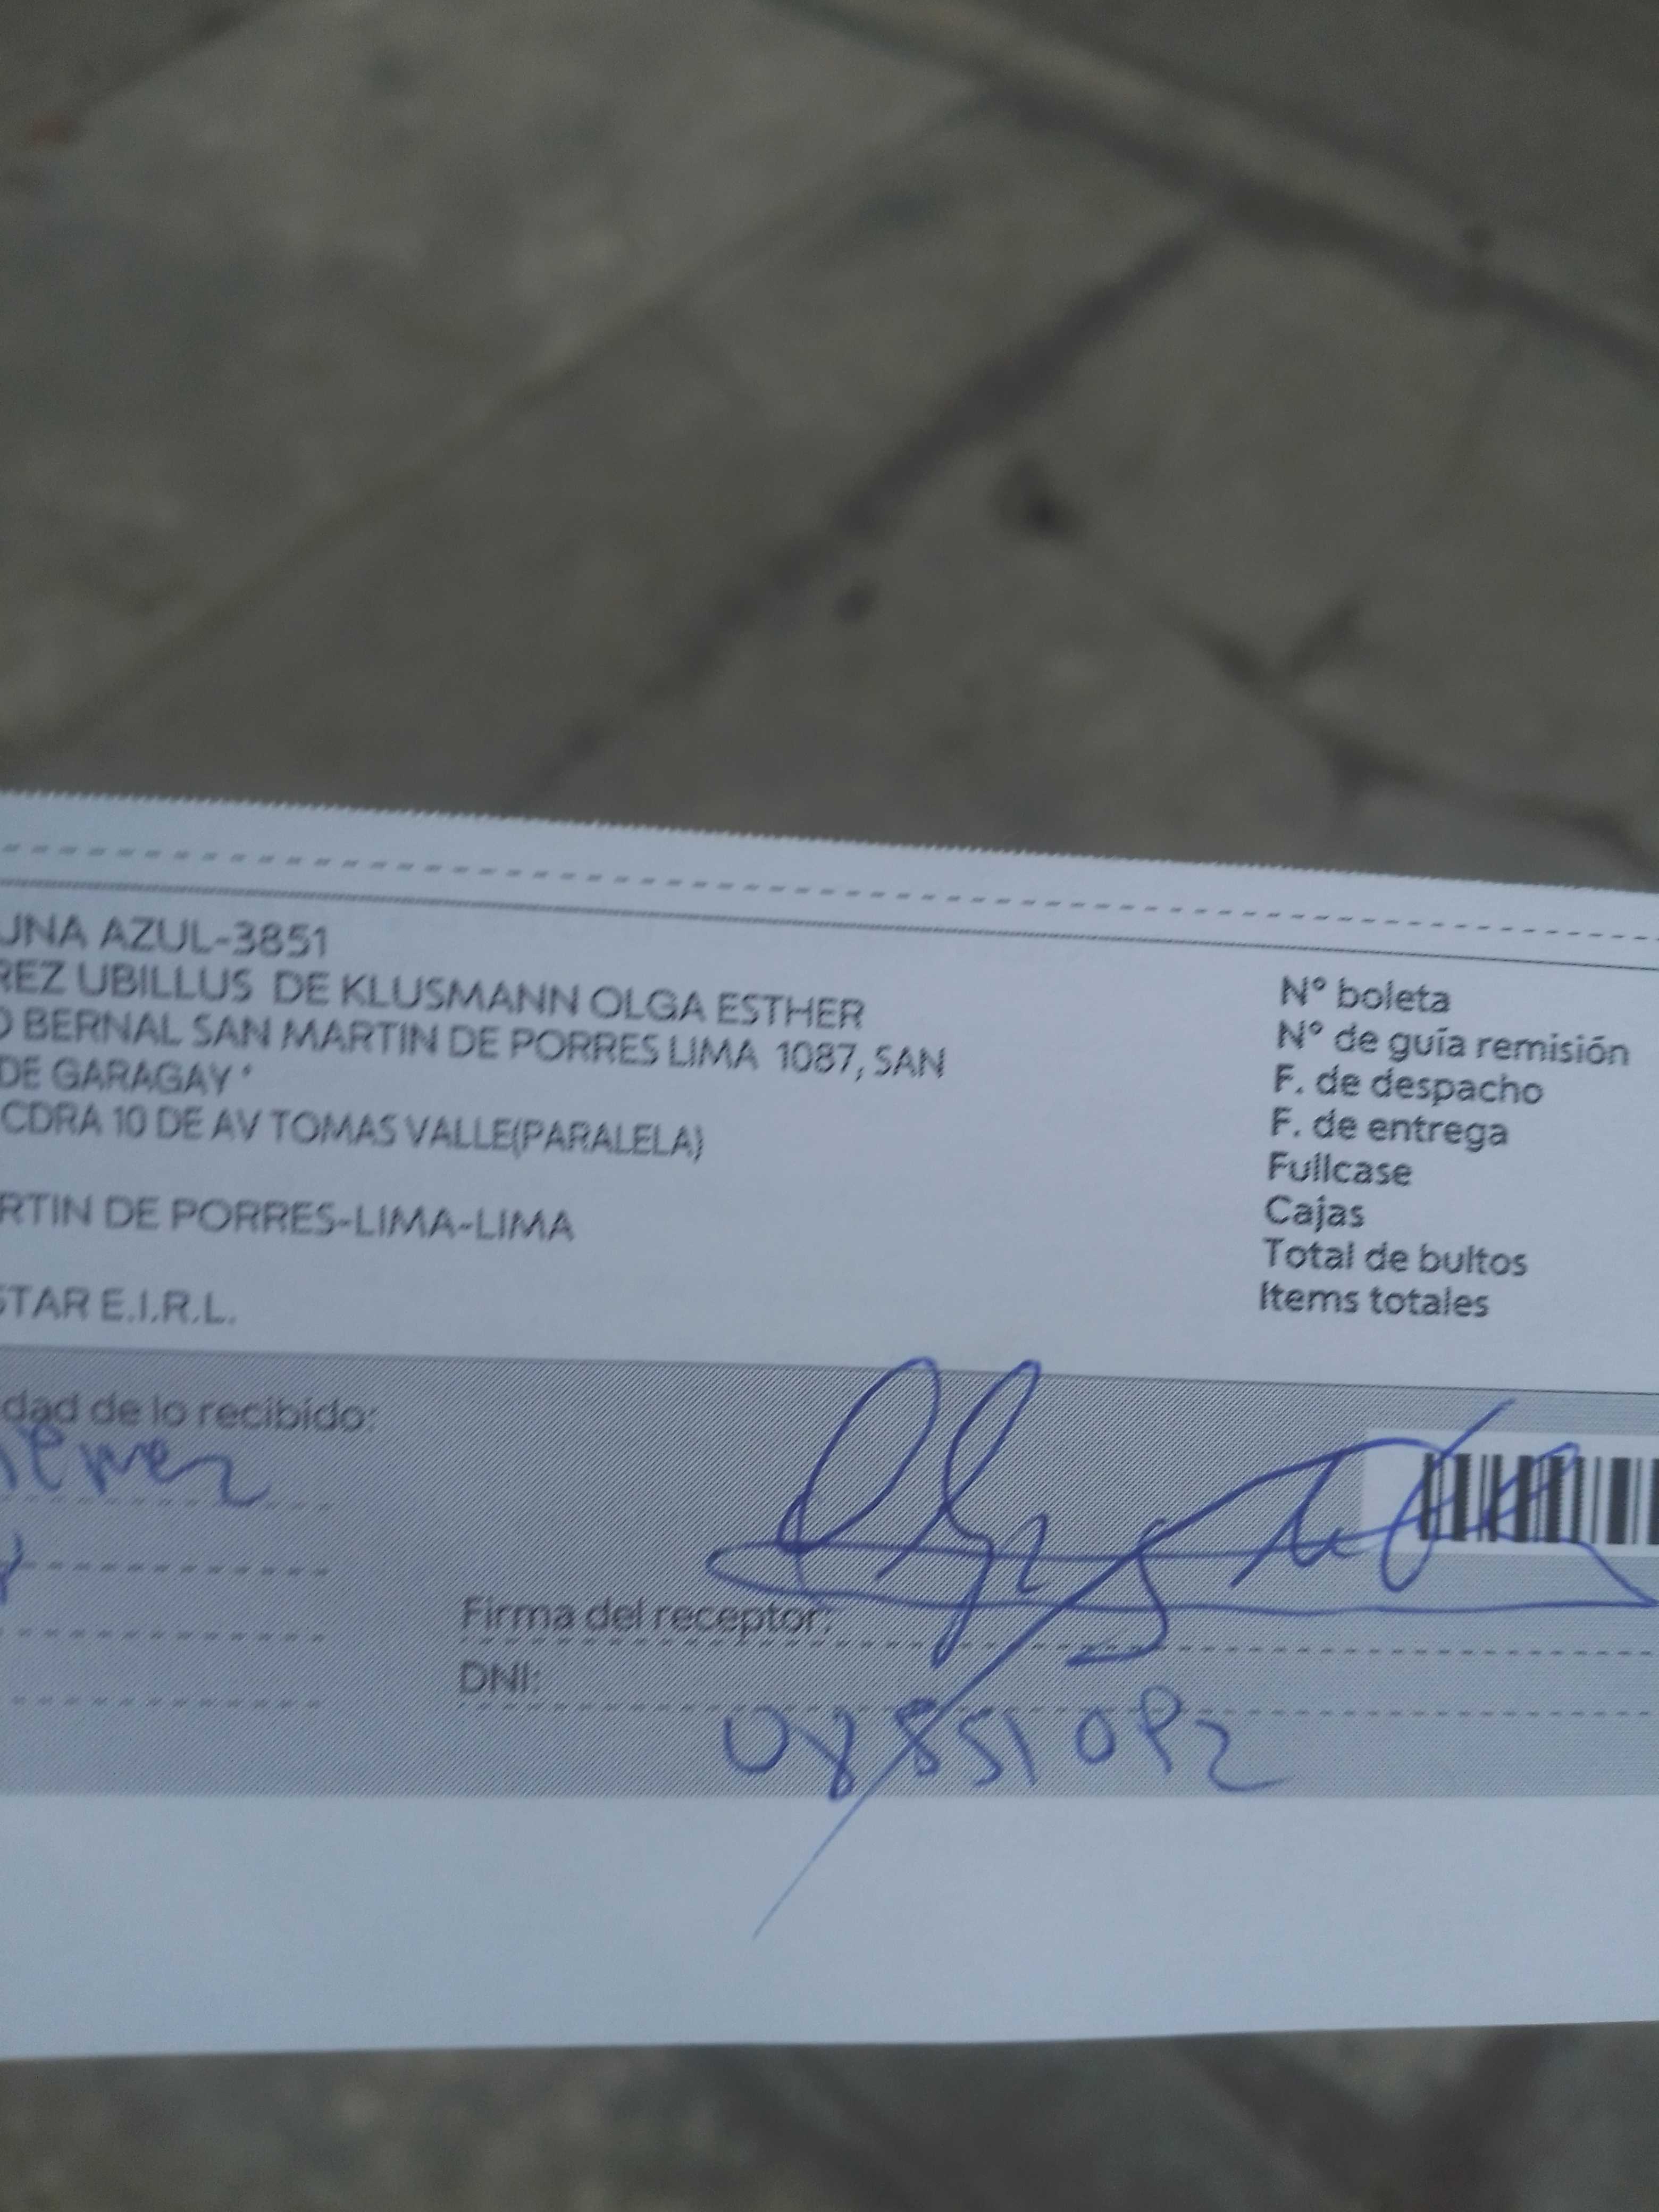 UNA AZUL-3851
REZ UBILLUS DE KLUSMANN OLGA ESTHER
O BERNAL SAN MARTIN DE PORRES LIMA 1087, SAN
DE GARAGAY '
CDRA 10 DE AV TOMAS VALLE(PARALELA)
RTIN DE PORRES-LIMA-LIMA
STAR E.I.R.L.
N° boleta
N° de guía remisión
F. de despacho
F. de entrega
Fullcase
Cajas
Total de bultos
Items totales
dad de lo recibido:
Firma del receptor:
DNI: